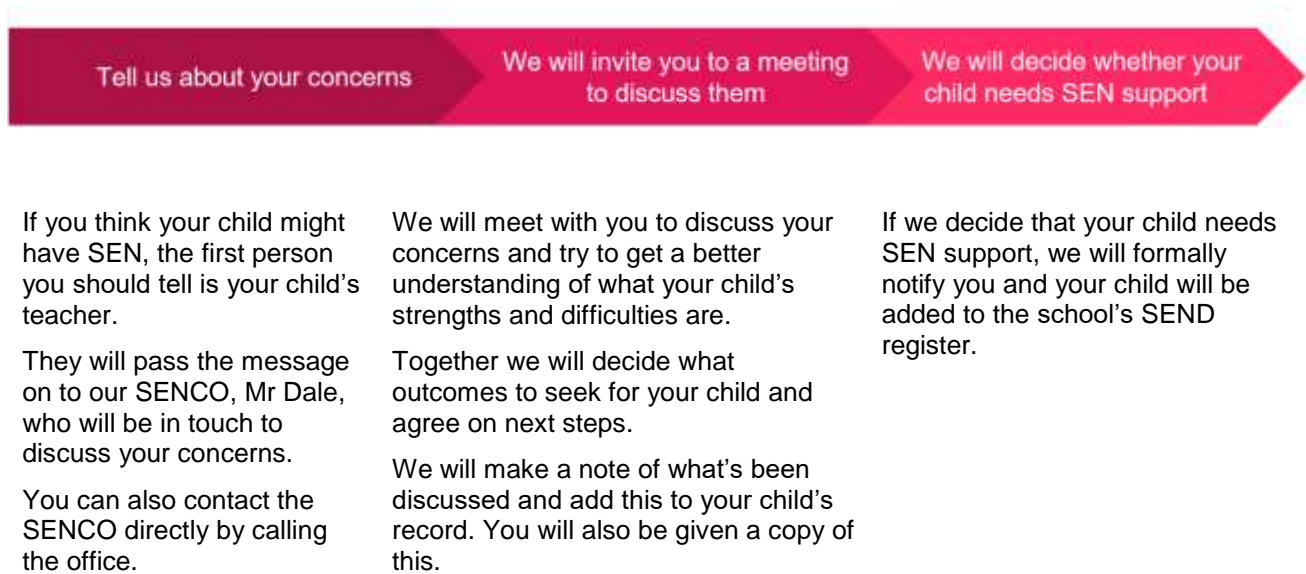 Tell us about your concerns
We will invite you to a meeting
to discuss them
We will decide whether your
child needs SEN support
If you think your child might
have SEN, the first person
you should tell is your child's
teacher.
They will pass the message
on to our SENCO, Mr Dale,
who will be in touch to
discuss your concerns.
You can also contact the
SENCO directly by calling
the office.
We will meet with you to discuss your
concerns and try to get a better
understanding of what your child's
strengths and difficulties are.
Together we will decide what
outcomes to seek for your child and
agree on next steps.
We will make a note of what's been
discussed and add this to your child's
record. You will also be given a copy of
this.
If we decide that your child needs
SEN support, we will formally
notify you and your child will be
added to the school's SEND
register.